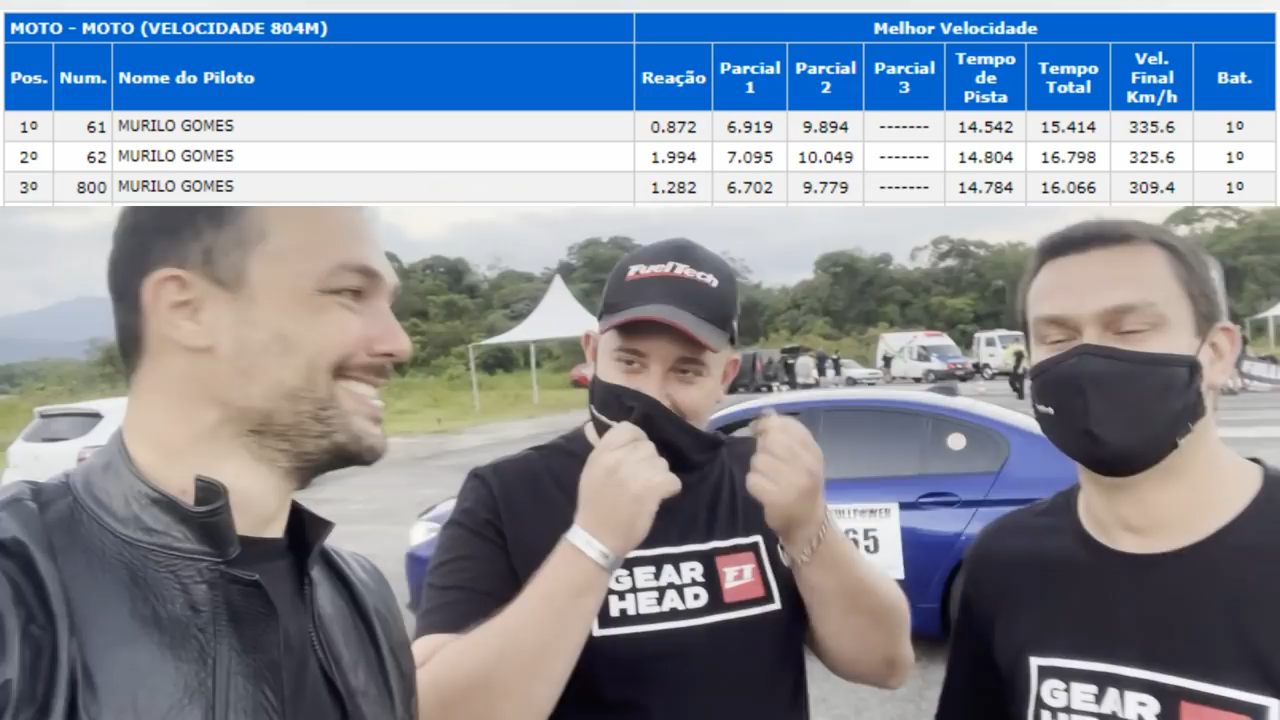 MOTO - MOTO (VELOCIDADE 804M) Melhor Velocidade
Pos. Num. Nome do Piloto Reação Parcial 1 Parcial 2 Parcial 3 Tempo de Pista Tempo Total Vel. Final Km/h Bat.
1º 61 MURILO GOMES 0.872 6.919 9.894 ------- 14.542 15.414 335.6 1º
2º 62 MURILO GOMES 1.994 7.095 10.049 ------- 14.804 16.798 325.6 1º
3º 800 MURILO GOMES 1.282 6.702 9.779 ------- 14.784 16.066 309.4 1º
FuelTech
GEAR
HEAD
FT
65
GEAR